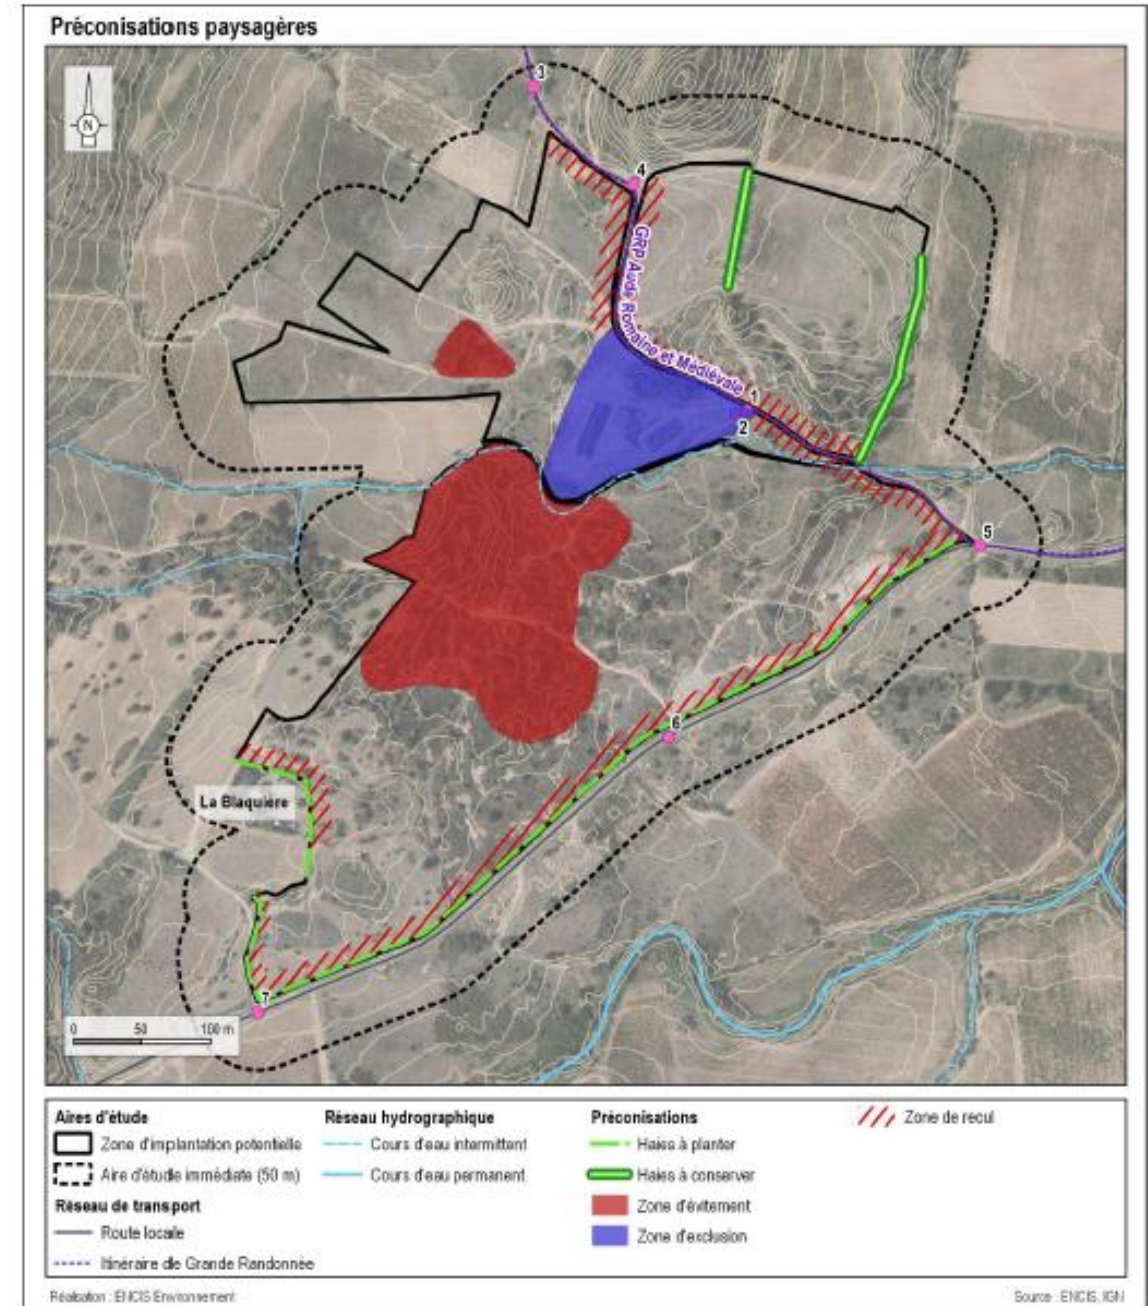 Préconisations paysagères
N
3
4
GRP Aude Romaine et Médiévale
1
2
5
6
La Blaquière
7
0 50 100 m
Aires d'étude
Zone d'implantation potentielle
Aire d'étude immédiate (50 m)
Réseau de transport
Route locale
Itinéraire de Grande Randonnée
Réseau hydrographique
Cours d'eau intermittent
Cours d'eau permanent
Préconisations
Haies à planter
Haies à conserver
Zone d'évitement
Zone d'exclusion
Zone de recul
Réalisation : ENCIS Environnement
Source : ENCIS, IGN